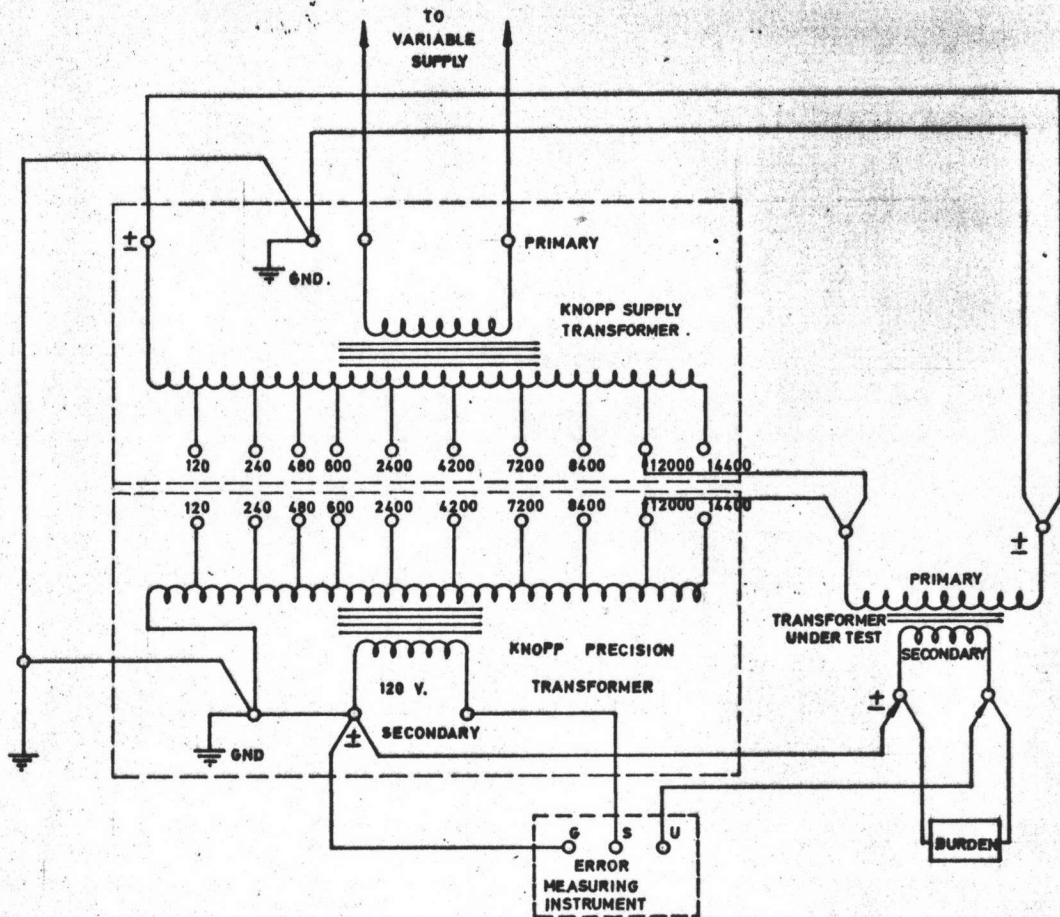 TO
VARIABLE
SUPPLY
±
GND.
PRIMARY
KNOPP SUPPLY
TRANSFORMER.
120 240 480 600 2400 4200 7200 8400 12000 14400
120 240 480 600 2400 4200 7200 8400 12000 14400
±
PRIMARY
TRANSFORMER
UNDER TEST
SECONDARY
KNOPP PRECISION
TRANSFORMER
120 V.
±
SECONDARY
±
GND
G S U
ERROR
MEASURING
INSTRUMENT
BURDEN